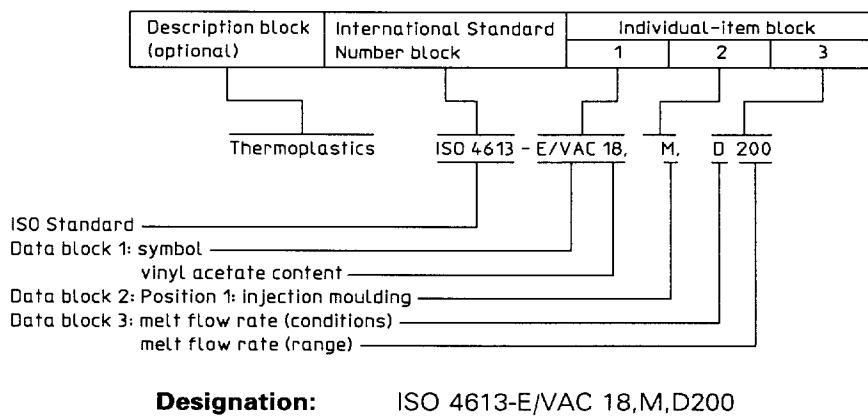 Description block (optional)
International Standard Number block
Individual-item block
1 2 3
Thermoplastics ISO 4613 - E/VAC 18, M, D 200
ISO Standard
Data block 1: symbol
vinyl acetate content
Data block 2: Position 1: injection moulding
Data block 3: melt flow rate (conditions)
melt flow rate (range)
Designation: ISO 4613-E/VAC 18,M,D200